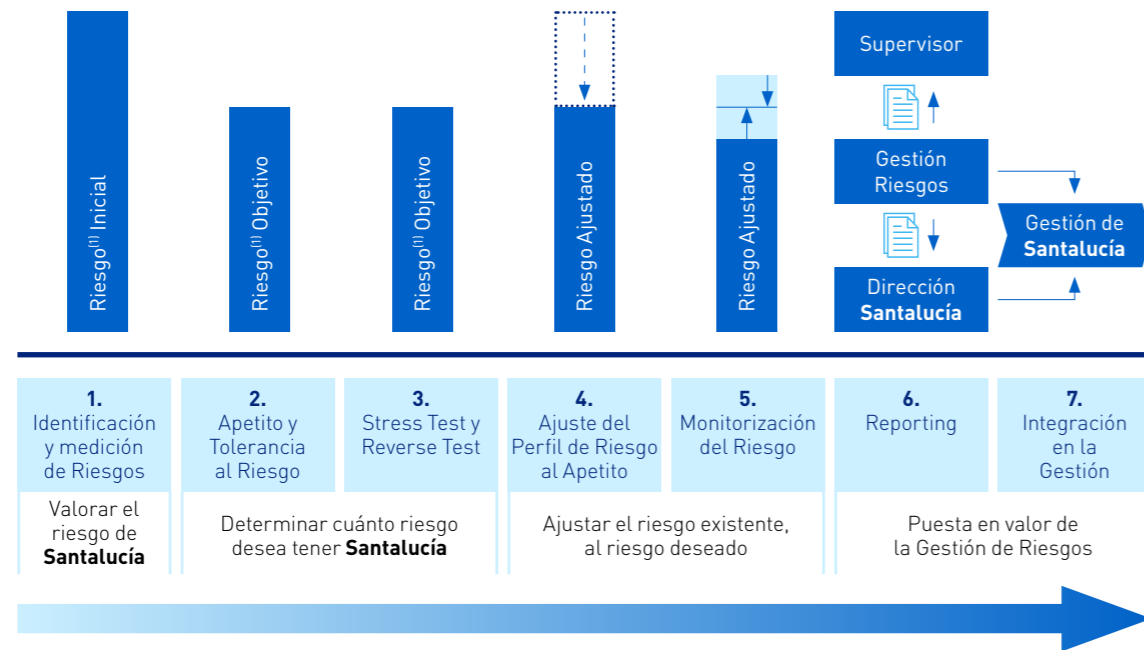 Riesgo(1) Inicial
Riesgo(1) Objetivo
Riesgo(1) Objetivo
Riesgo Ajustado
Riesgo Ajustado
Supervisor
Gestión
Riesgos
Dirección
Santalucía
Gestión de
Santalucía
1.
Identificación
y medición
de Riesgos
2.
Apetito y
Tolerancia
al Riesgo
3.
Stress Test y
Reverse Test
4.
Ajuste del
Perfil de Riesgo
al Apetito
5.
Monitorización
del Riesgo
6.
Reporting
7.
Integración
en la
Gestión
Valorar el
riesgo de
Santalucía
Determinar cuánto riesgo
desea tener Santalucía
Ajustar el riesgo existente,
al riesgo deseado
Puesta en valor de
la Gestión de Riesgos